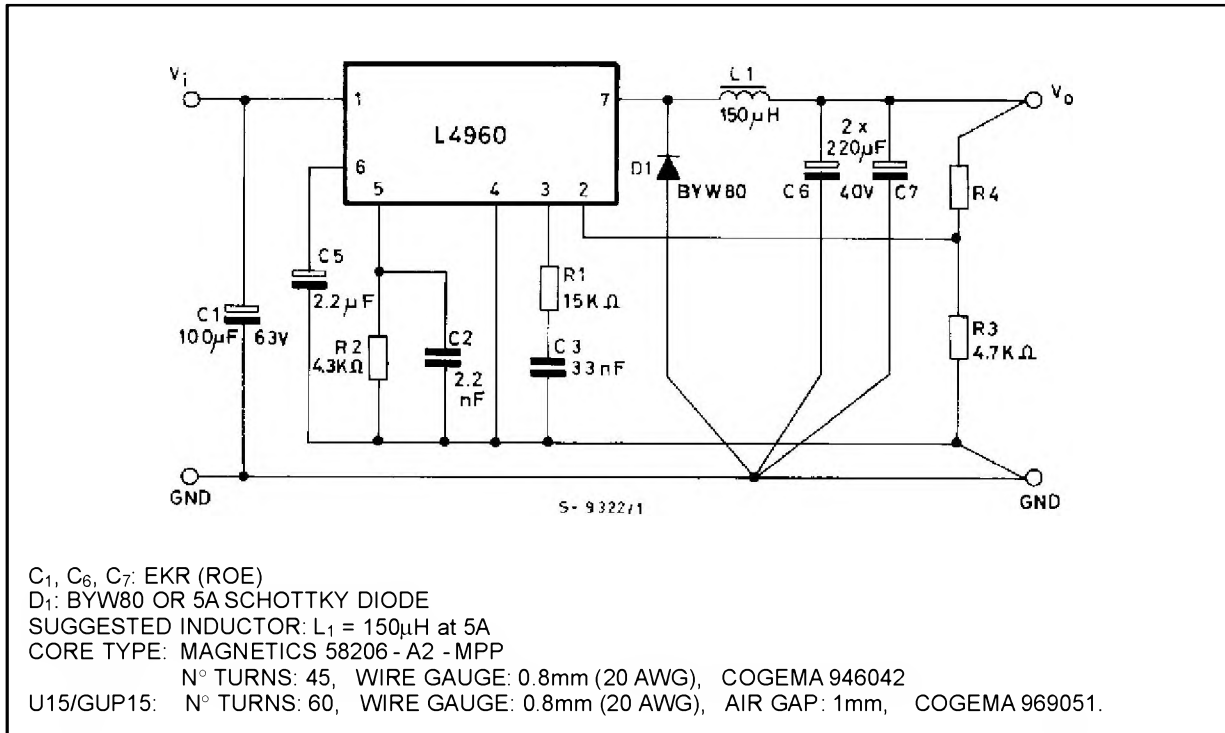 Vi
1
7
L4960
6
5
4
3
2
L1
150µH
Vo
2 x
220µF
D1
BYW80
C6
40V
C7
R4
C5
2.2µF
R1
15KΩ
C1
100µF
63V
R2
4.3KΩ
C2
2.2
nF
C3
33nF
R3
4.7KΩ
GND
S-9322/1
GND
C1, C6, C7: EKR (ROE)
D1: BYW80 OR 5A SCHOTTKY DIODE
SUGGESTED INDUCTOR: L1 = 150µH at 5A
CORE TYPE: MAGNETICS 58206 - A2 - MPP
N° TURNS: 45, WIRE GAUGE: 0.8mm (20 AWG), COGEMA 946042
U15/GUP15: N° TURNS: 60, WIRE GAUGE: 0.8mm (20 AWG), AIR GAP: 1mm, COGEMA 969051.